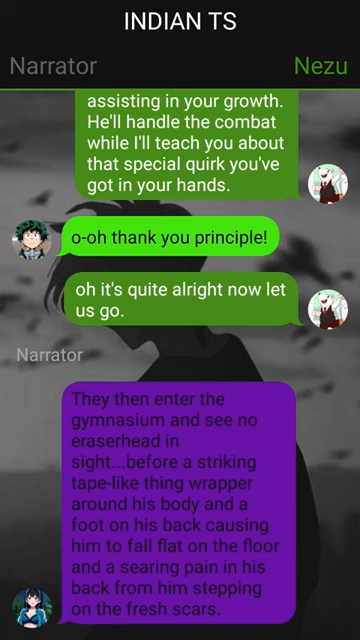 INDIAN TS
Narrator Nezu
assisting in your growth.
He'll handle the combat
while I'll teach you about
that special quirk you've
got in your hands.
o-oh thank you principle!
oh it's quite alright now let
us go.
Narrator
They then enter the
gymnasium and see no
eraserhead in
sight...before a striking
tape-like thing wrapper
around his body and a
foot on his back causing
him to fall flat on the floor
and a searing pain in his
back from him stepping
on the fresh scars.